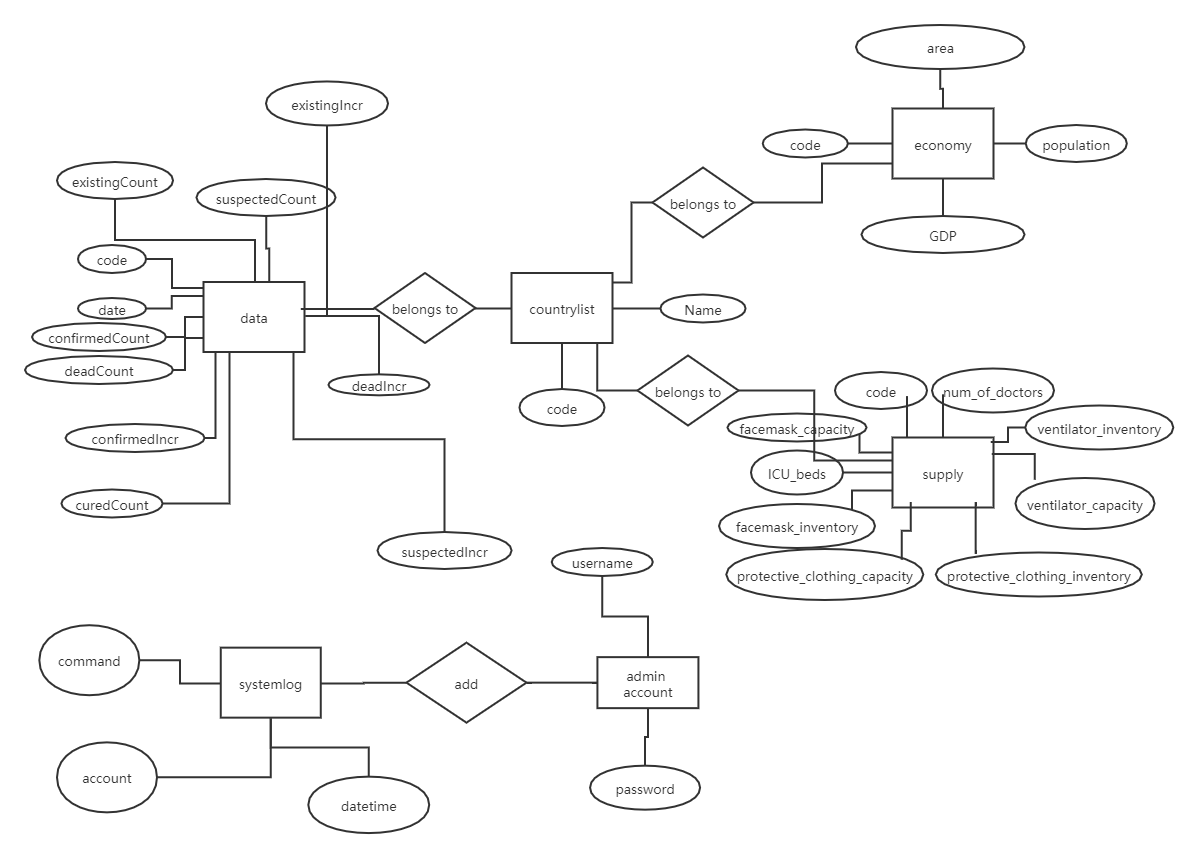 area
existingIncr
code
economy
population
existingCount
suspectedCount
belongs to
GDP
code
date
data
belongs to
countrylist
Name
confirmedCount
deadCount
deadIncr
belongs to
code
num_of_doctors
code
confirmedIncr
facemask_capacity
ventilator_inventory
ICU_beds
supply
curedCount
ventilator_capacity
facemask_inventory
suspectedIncr
username
protective_clothing_capacity
protective_clothing_inventory
command
systemlog
add
admin
account
account
datetime
password